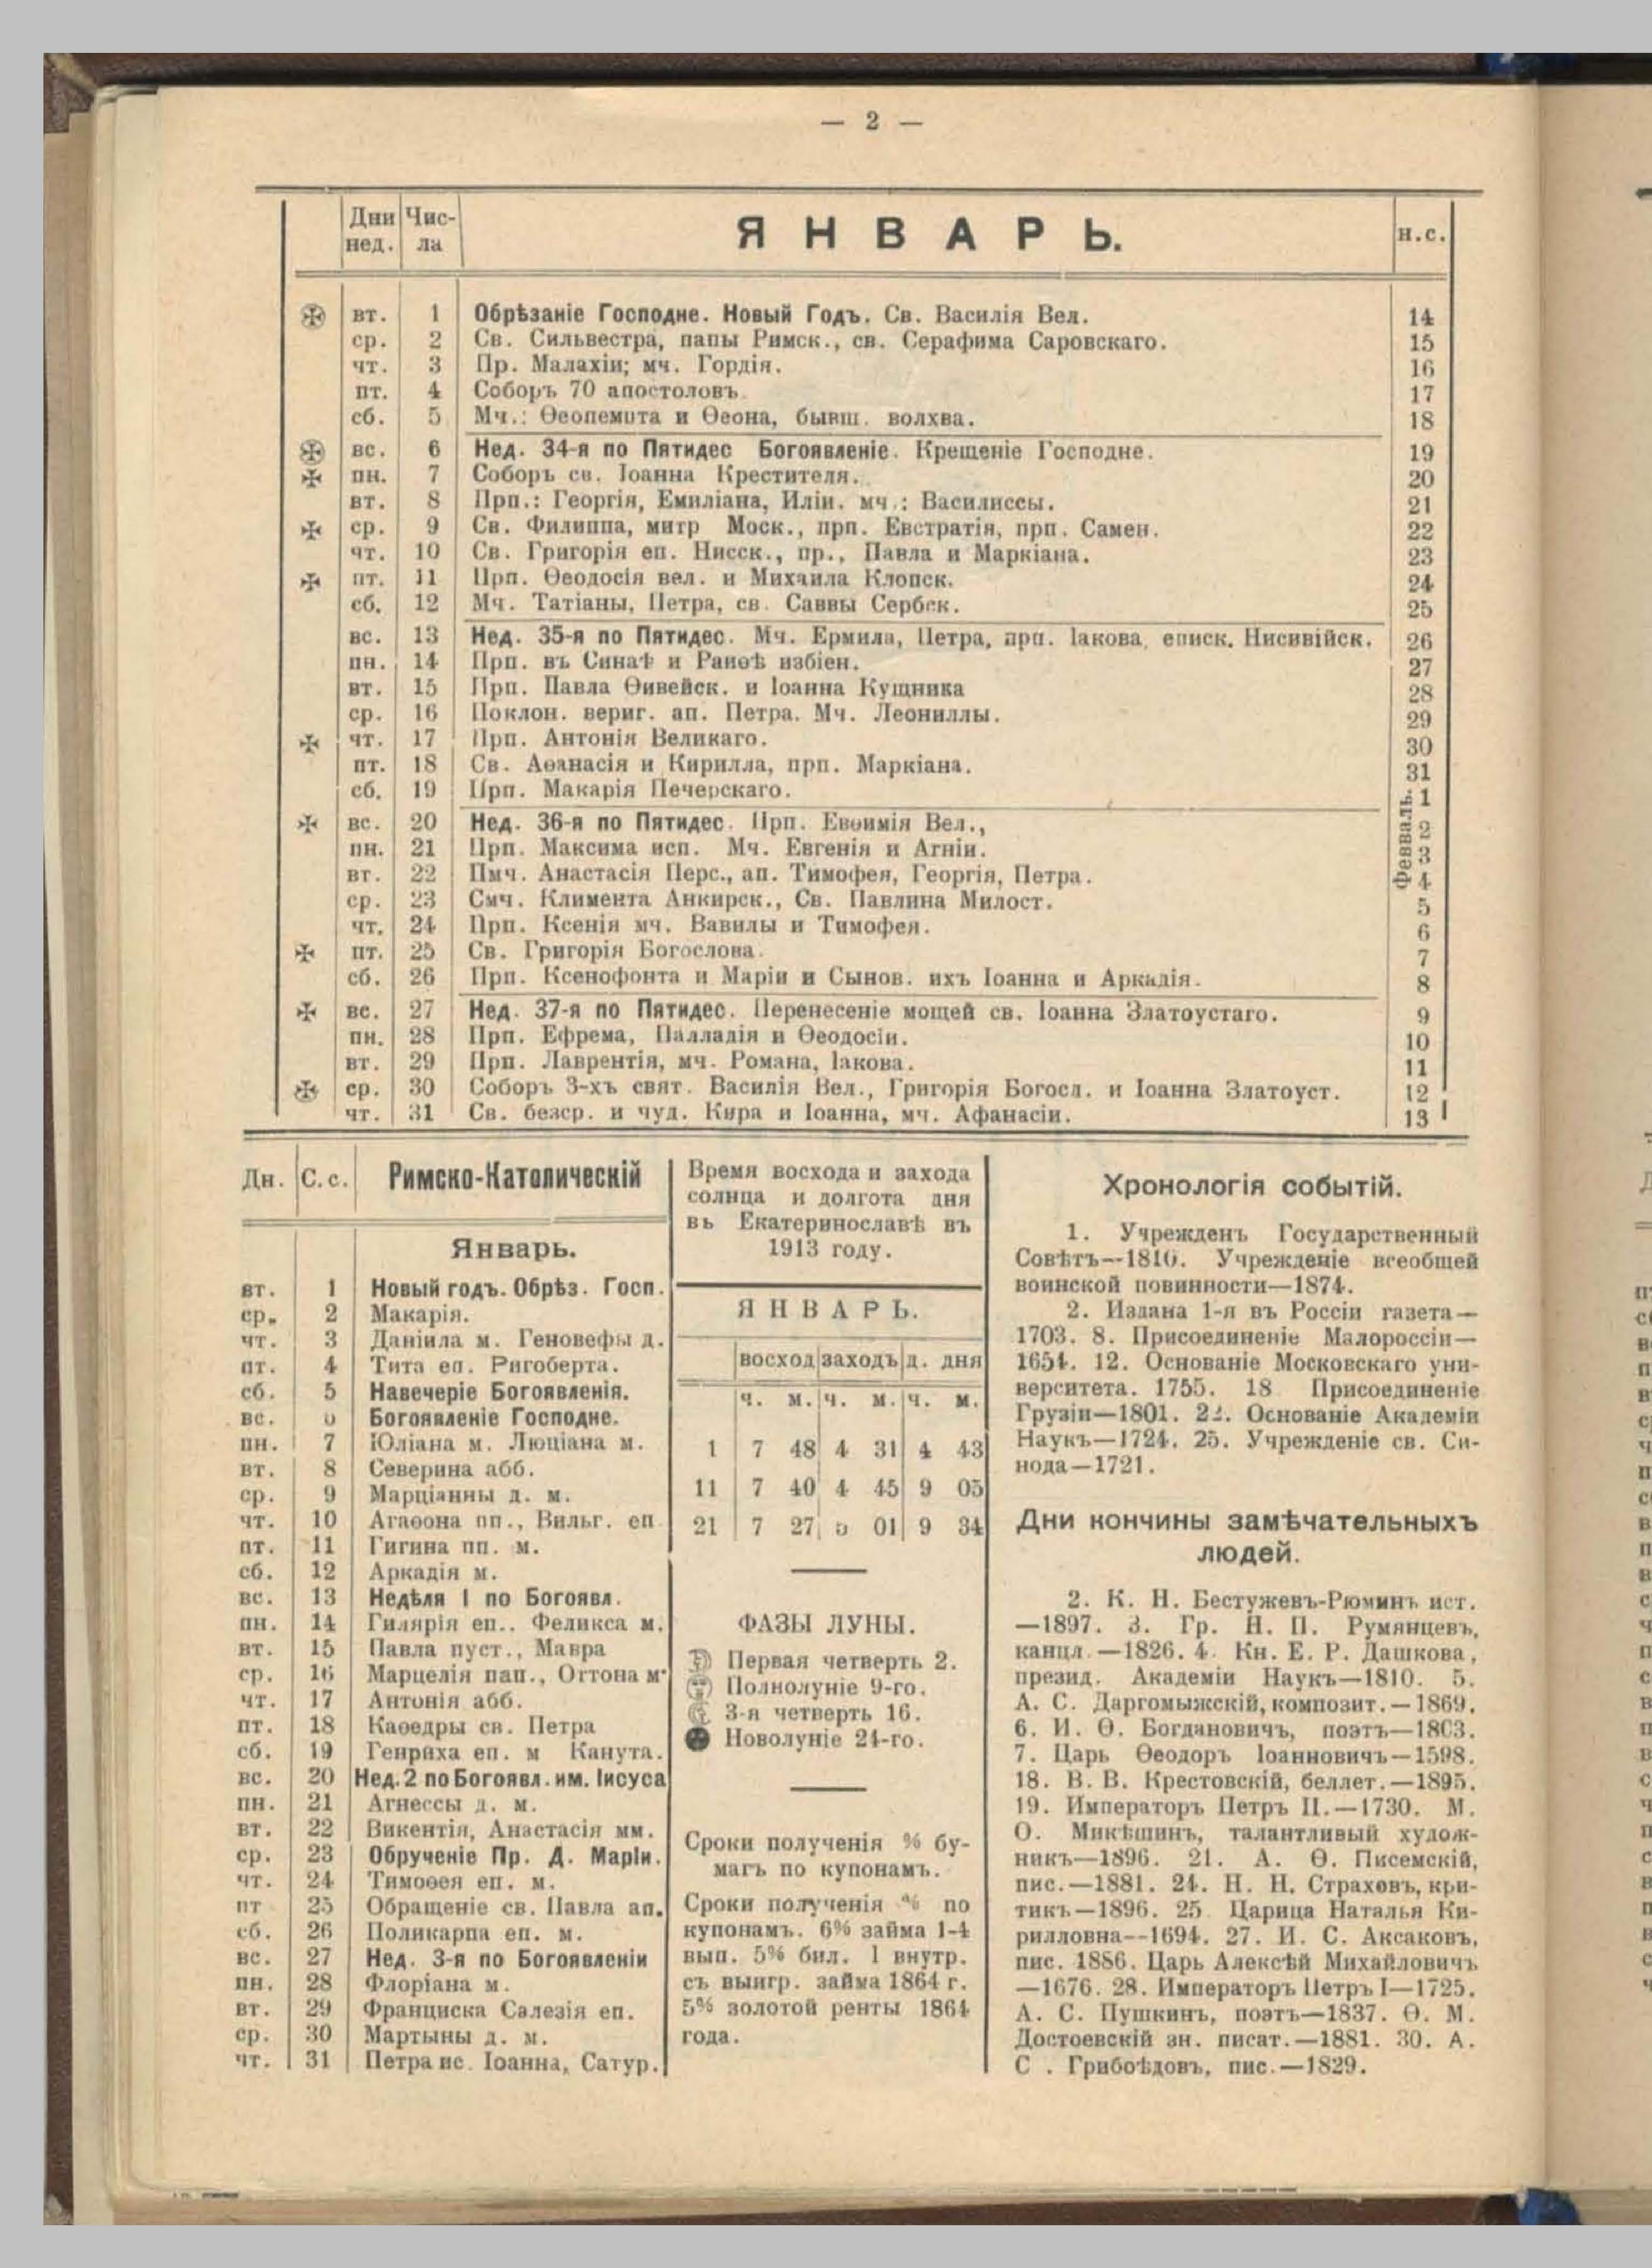 — 2 —
Дни нед. Чис-ла ЯНВАРЬ. н.с.
вт. 1 Обрѣзаніе Господне. Новый Годъ. Св. Василія Вел. 14
ср. 2 Св. Сильвестра, папы Римск., св. Серафима Саровскаго. 15
чт. 3 Пр. Малахіи; мч. Гордія. 16
пт. 4 Соборъ 70 апостоловъ. 17
сб. 5 Мч.: Ѳеопемпта и Ѳеона, бывш. волхва. 18
вс. 6 Нед. 34-я по Пятидес Богоявленіе. Крещеніе Господне. 19
пн. 7 Соборъ св. Іоанна Крестителя. 20
вт. 8 Прп.: Георгія, Емиліана, Иліи. мч.: Василиссы. 21
ср. 9 Св. Филиппа, митр Моск., прп. Евстратія, прп. Самен. 22
чт. 10 Св. Григорія еп. Нисск., пр., Павла и Маркіана. 23
пт. 11 Прп. Ѳеодосія вел. и Михаила Клопск. 24
сб. 12 Мч. Татіаны, Петра, св. Саввы Сербск. 25
вс. 13 Нед. 35-я по Пятидес. Мч. Ермила, Петра, прп. Іакова, еписк. Нисивійск. 26
пн. 14 Прп. въ Синаѣ и Раиѳѣ избіен. 27
вт. 15 Прп. Павла Ѳивейск. и Іоанна Кущника 28
ср. 16 Поклон. вериг. ап. Петра. Мч. Леониллы. 29
чт. 17 Прп. Антонія Великаго. 30
пт. 18 Св. Аѳанасія и Кирилла, прп. Маркіана. 31
сб. 19 Прп. Макарія Печерскаго. Февраль. 1
вс. 20 Нед. 36-я по Пятидес. Прп. Евѳимія Вел., 2
пн. 21 Прп. Максима исп. Мч. Евгенія и Агніи. 3
вт. 22 Пмч. Анастасія Перс., ап. Тимофея, Георгія, Петра. 4
ср. 23 Смч. Климента Анкирск., Св. Павлина Милост. 5
чт. 24 Прп. Ксенія мч. Вавилы и Тимофея. 6
пт. 25 Св. Григорія Богослова. 7
сб. 26 Прп. Ксенофонта и Маріи и Сынов. ихъ Іоанна и Аркадія. 8
вс. 27 Нед. 37-я по Пятидес. Перенесеніе мощей св. Іоанна Златоустаго. 9
пн. 28 Прп. Ефрема, Палладія и Ѳеодосіи. 10
вт. 29 Прп. Лаврентія, мч. Романа, Іакова. 11
ср. 30 Соборъ 3-хъ свят. Василія Вел., Григорія Богосл. и Іоанна Златоуст. 12
чт. 31 Св. безср. и чуд. Кира и Іоанна, мч. Афанасіи. 13
Дн. С.с. Римско-Католическій
Январь.
вт. 1 Новый годъ. Обрѣз. Госп.
ср. 2 Макарія.
чт. 3 Даніила м. Геновефы д.
пт. 4 Тита еп. Ригоберта.
сб. 5 Навечеріе Богоявленія.
вс. 6 Богоявленіе Господне.
пн. 7 Юліана м. Люціана м.
вт. 8 Северина абб.
ср. 9 Марціанны д. м.
чт. 10 Агаѳона пп., Вильг. еп
пт. 11 Гигина пп. м.
сб. 12 Аркадія м.
вс. 13 Недѣля I по Богоявл.
пн. 14 Гилярія еп.. Феликса м.
вт. 15 Павла пуст., Мавра
ср. 16 Марцелія пап., Оттона м
чт. 17 Антонія абб.
пт. 18 Каѳедры св. Петра
сб. 19 Генриха еп. м Канута.
вс. 20 Нед. 2 по Богоявл. им. Іисуса
пн. 21 Агнессы д. м.
вт. 22 Викентія, Анастасія мм.
ср. 23 Обрученіе Пр. Д. Маріи.
чт. 24 Тимоѳея еп. м.
пт 25 Обращеніе св. Павла ап.
сб. 26 Поликарпа еп. м.
вс. 27 Нед. 3-я по Богоявленіи
пн. 28 Флоріана м.
вт. 29 Франциска Салезія еп.
ср. 30 Мартыны д. м.
чт. 31 Петра ис. Іоанна, Сатур.
Время восхода и захода
солнца и долгота дня
въ Екатеринославѣ въ
1913 году.
ЯНВАРЬ.
восход заходъ д. дня
ч. м. ч. м. ч. м.
1 7 48 4 31 4 43
11 7 40 4 45 9 05
21 7 27 5 01 9 34
ФАЗЫ ЛУНЫ.
Первая четверть 2.
Полнолуніе 9-го.
3-я четверть 16.
Новолуніе 24-го.
Сроки полученія % бу-
магъ по купонамъ.
Сроки полученія % по
купонамъ. 6% займа 1-4
вып. 5% бил. 1 внутр.
съ выигр. займа 1864 г.
5% золотой ренты 1864
года.
Хронологія событій.
1. Учрежденъ Государственный
Совѣтъ—1810. Учрежденіе всеобщей
воинской повинности—1874.
2. Издана 1-я въ Россіи газета—
1703. 8. Присоединеніе Малороссіи—
1654. 12. Основаніе Московскаго уни-
верситета. 1755. 18 Присоединеніе
Грузіи—1801. 22. Основаніе Академіи
Наукъ—1724. 25. Учрежденіе св. Си-
нода—1721.
Дни кончины замѣчательныхъ
людей.
2. К. Н. Бестужевъ-Рюминъ ист.
—1897. 3. Гр. Н. П. Румянцевъ,
канцл.—1826. 4. Кн. Е. Р. Дашкова,
презид. Академіи Наукъ—1810. 5.
А. С. Даргомыжскій, композит.—1869.
6. И. Ѳ. Богдановичъ, поэтъ—1803.
7. Царь Ѳеодоръ Іоанновичъ—1598.
18. В. В. Крестовскій, беллет.—1895.
19. Императоръ Петръ II.—1730. М.
О. Микѣшинъ, талантливый худож-
никъ—1896. 21. А. Ѳ. Писемскій,
пис.—1881. 24. Н. Н. Страховъ, кри-
тикъ—1896. 25 Царица Наталья Ки-
рилловна--1694. 27. И. С. Аксаковъ,
пис. 1886. Царь Алексѣй Михайловичъ
—1676. 28. Императоръ Петръ I—1725.
А. С. Пушкинъ, поэтъ—1837. Ѳ. М.
Достоевскій зн. писат.—1881. 30. А.
С . Грибоѣдовъ, пис.—1829.